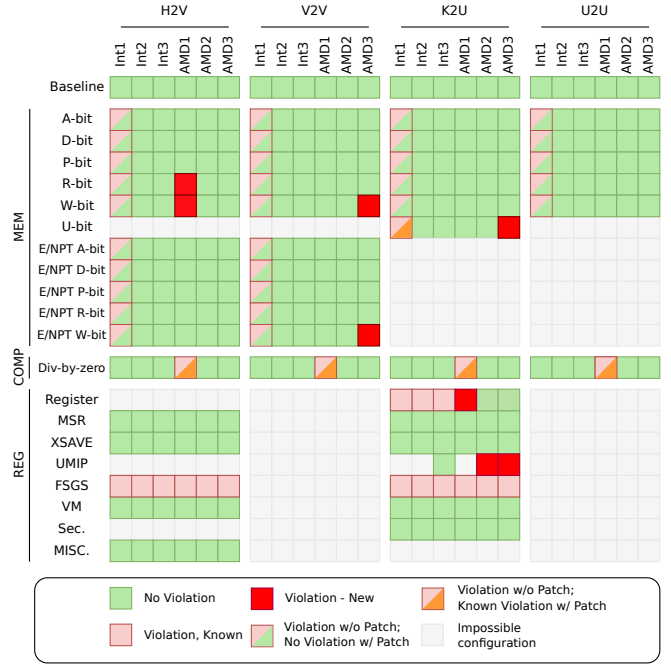 H2V V2V K2U U2U
Int1 Int2 Int3 AMD1 AMD2 AMD3 Int1 Int2 Int3 AMD1 AMD2 AMD3 Int1 Int2 Int3 AMD1 AMD2 AMD3 Int1 Int2 Int3 AMD1 AMD2 AMD3
Baseline
MEM
A-bit
D-bit
P-bit
R-bit
W-bit
U-bit
E/NPT A-bit
E/NPT D-bit
E/NPT P-bit
E/NPT R-bit
E/NPT W-bit
COMP
Div-by-zero
REG
Register
MSR
XSAVE
UMIP
FSGS
VM
Sec.
MISC.
No Violation
Violation - New
Violation w/o Patch;
Known Violation w/ Patch
Violation, Known
Violation w/o Patch;
No Violation w/ Patch
Impossible
configuration